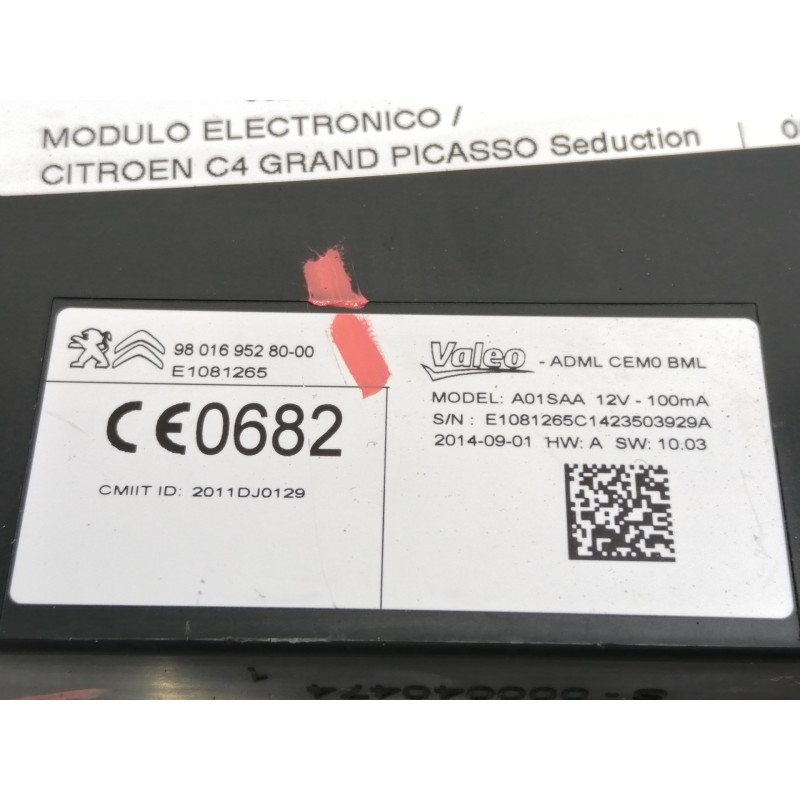 MODULO ELECTRONICO /
CITROEN C4 GRAND PICASSO Seduction | 0
98 016 952 80-00
E1081265
CE0682
CMIIT ID: 2011DJ0129
Valeo - ADML CEM0 BML
MODEL: A01SAA 12V - 100mA
S/N : E1081265C1423503929A
2014-09-01 HW: A SW: 10.03